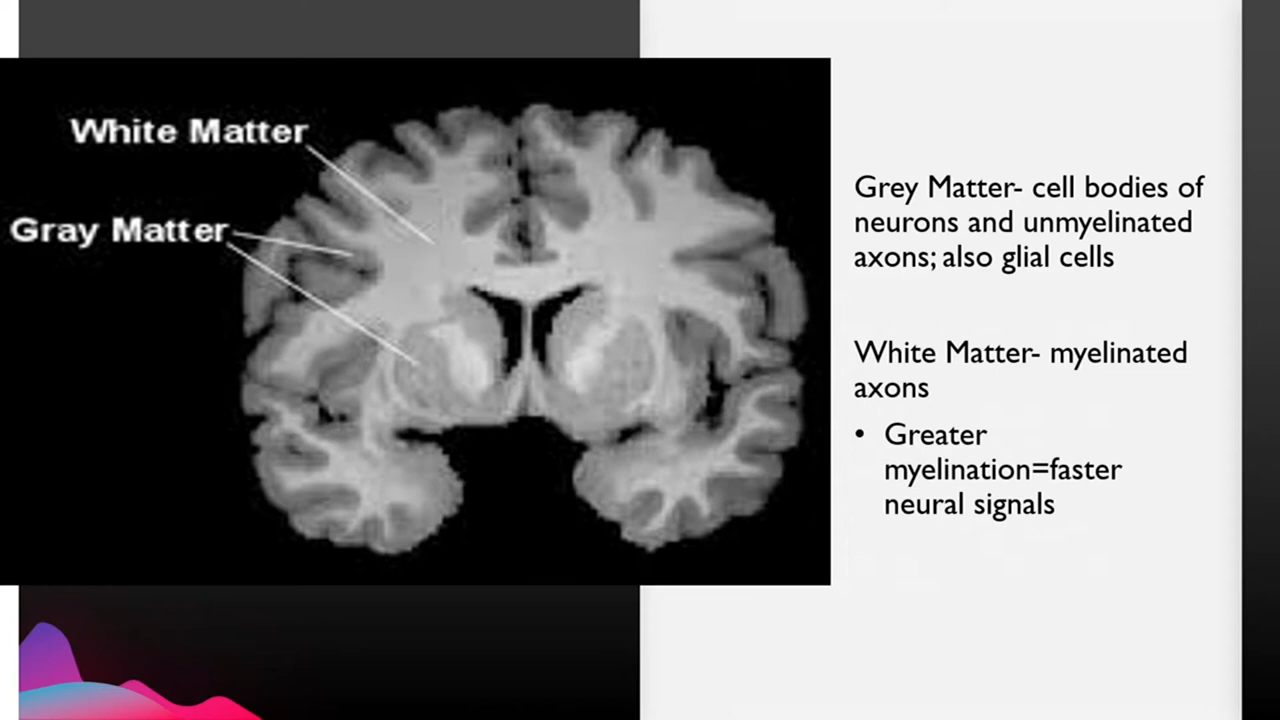 White Matter
Gray Matter
Grey Matter- cell bodies of
neurons and unmyelinated
axons; also glial cells
White Matter- myelinated
axons
• Greater
myelination=faster
neural signals